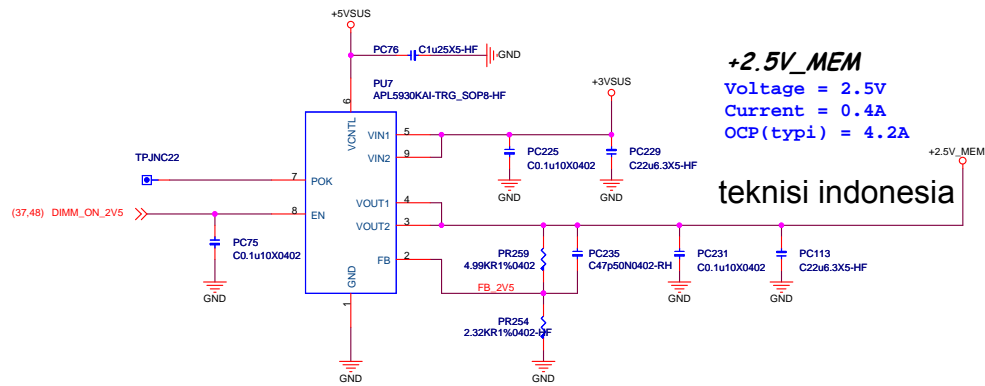 +5VSUS
PC76
C1u25X5-HF
GND
PU7
APL5930KAI-TRG_SOP8-HF
+2.5V_MEM
Voltage = 2.5V
Current = 0.4A
OCP(typi) = 4.2A
+3VSUS
6
VCNTL
VIN1
5
VIN2
9
PC225
C0.1u10X0402
PC229
C22u6.3X5-HF
GND
GND
+2.5V_MEM
teknisi indonesia
TPJNC22
7
POK
(37,48) DIMM_ON_2V5
8
EN
VOUT1
4
VOUT2
3
FB
2
GND
1
PC75
C0.1u10X0402
GND
PR259
4.99KR1%0402
PC235
C47p50N0402-RH
PC231
C0.1u10X0402
PC113
C22u6.3X5-HF
FB_2V5
GND
GND
PR254
2.32KR1%0402-HF
GND
GND